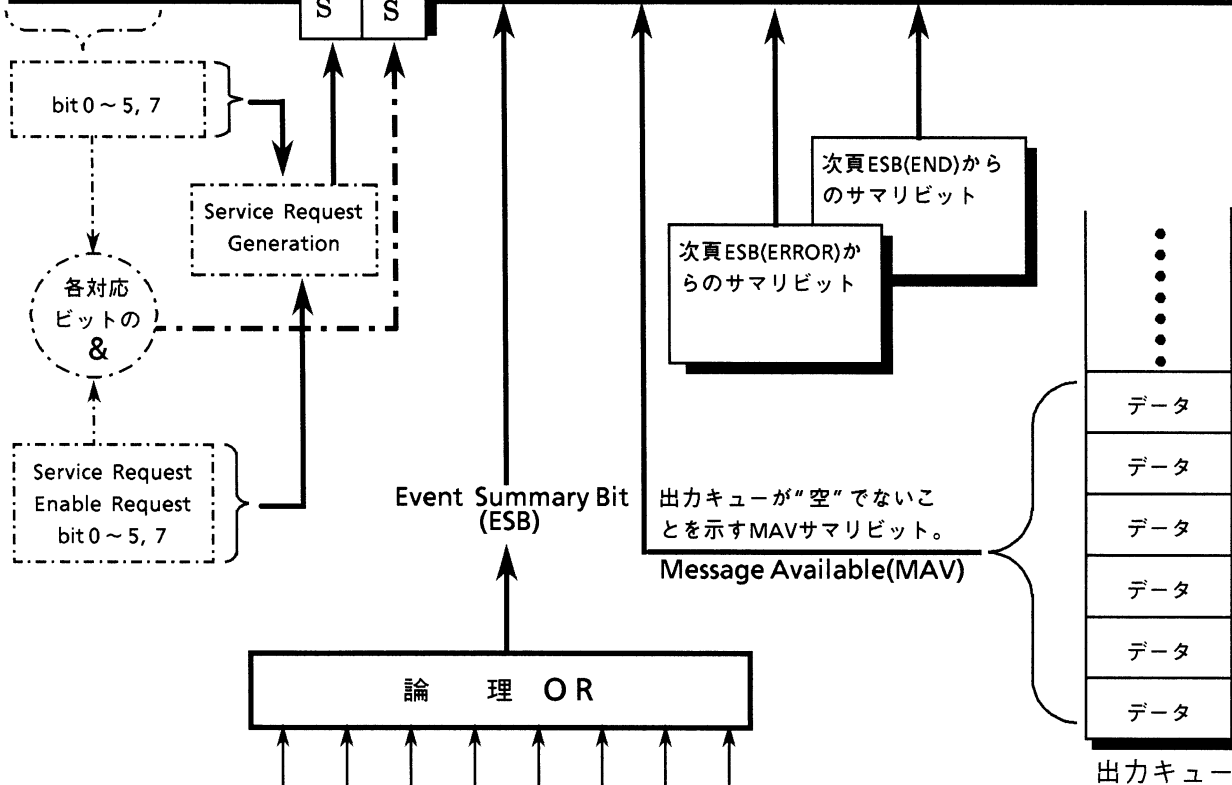 S S
bit 0 ~ 5, 7
Service Request
Generation
各対応
ビットの
&
Service Request
Enable Request
bit 0 ~ 5, 7
次頁ESB(END)から
のサマリビット
次頁ESB(ERROR)か
らのサマリビット
Event Summary Bit
(ESB)
出力キューが“空”でないこ
とを示すMAVサマリビット。
Message Available(MAV)
論 理 OR
データ
データ
データ
データ
データ
データ
出力キュー